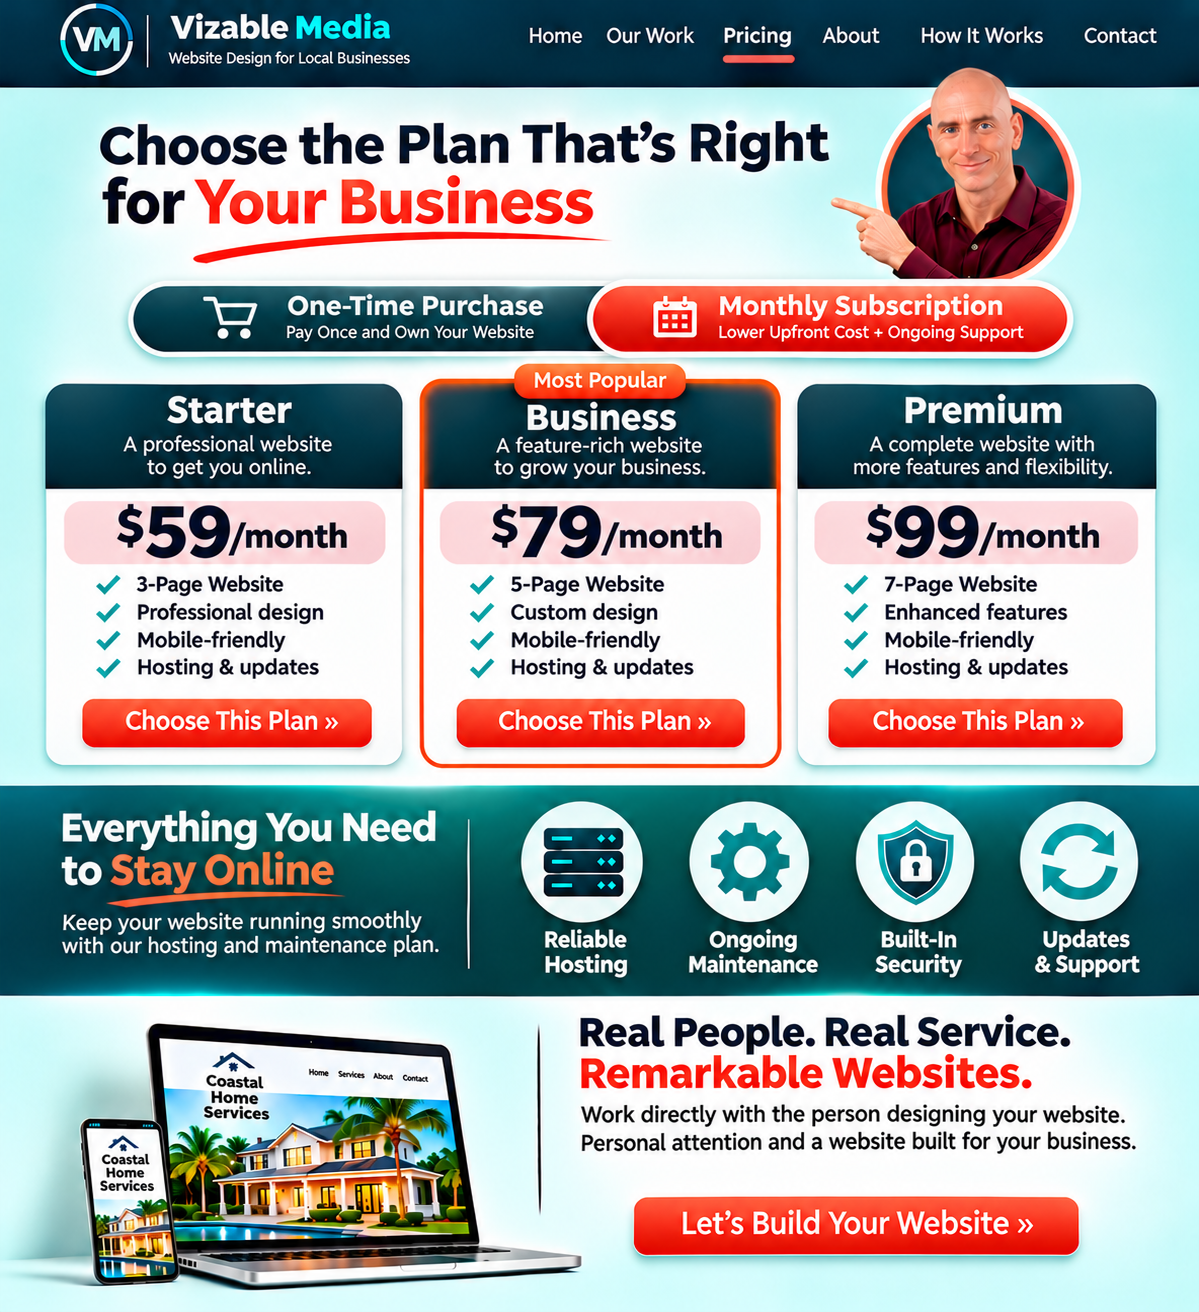 VM
Vizable Media
Website Design for Local Businesses
Home Our Work Pricing About How It Works Contact
Choose the Plan That's Right
for Your Business
One-Time Purchase
Pay Once and Own Your Website
Monthly Subscription
Lower Upfront Cost + Ongoing Support
Starter
A professional website
to get you online.
$59/month
3-Page Website
Professional design
Mobile-friendly
Hosting & updates
Choose This Plan »
Most Popular
Business
A feature-rich website
to grow your business.
$79/month
5-Page Website
Custom design
Mobile-friendly
Hosting & updates
Choose This Plan »
Premium
A complete website with
more features and flexibility.
$99/month
7-Page Website
Enhanced features
Mobile-friendly
Hosting & updates
Choose This Plan »
Everything You Need
to Stay Online
Keep your website running smoothly
with our hosting and maintenance plan.
Reliable
Hosting
Ongoing
Maintenance
Built-In
Security
Updates
& Support
Coastal
Home
Services
Home Services About Contact
Coastal
Home
Services
Real People. Real Service.
Remarkable Websites.
Work directly with the person designing your website.
Personal attention and a website built for your business.
Let's Build Your Website »